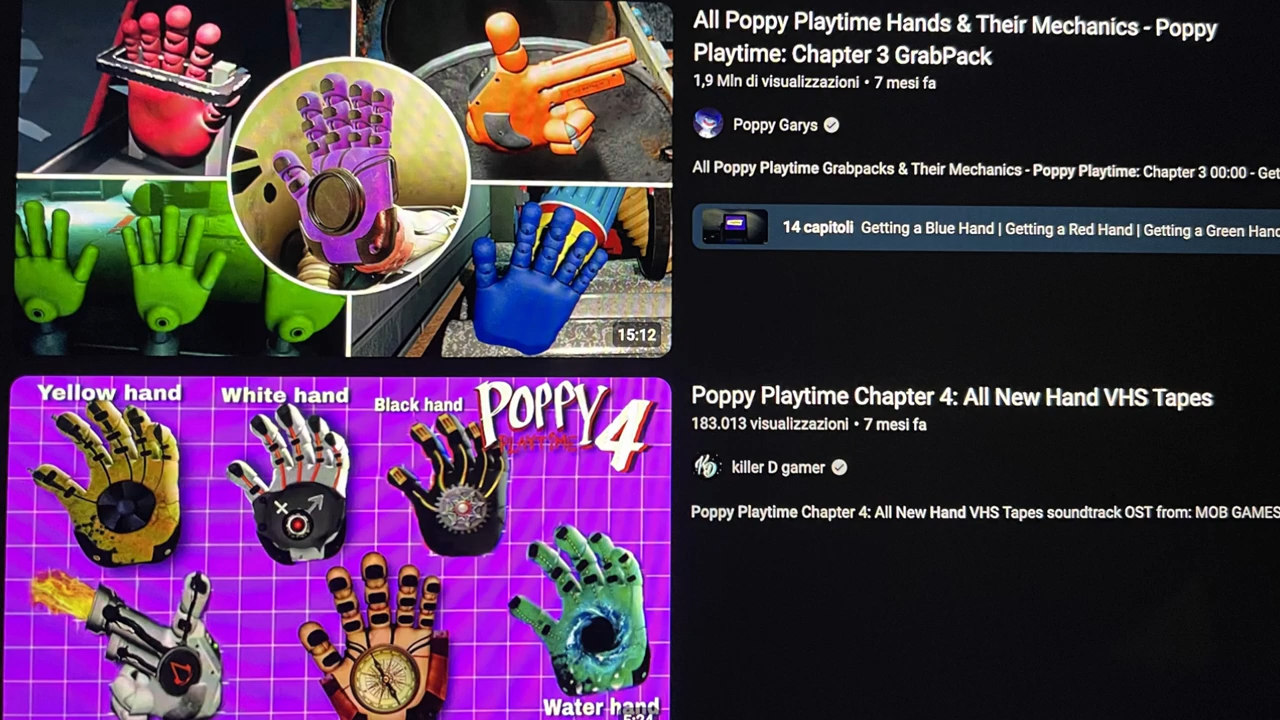 All Poppy Playtime Hands & Their Mechanics - Poppy
Playtime: Chapter 3 GrabPack
1,9 Mln di visualizzazioni • 7 mesi fa
Poppy Garys
All Poppy Playtime Grabpacks & Their Mechanics - Poppy Playtime: Chapter 3 00:00 - Get
14 capitoli Getting a Blue Hand | Getting a Red Hand | Getting a Green Hand
15:12
Yellow hand
White hand
Black hand
POPPY
PLAYTIME
4
Water hand
5:24
Poppy Playtime Chapter 4: All New Hand VHS Tapes
183.013 visualizzazioni • 7 mesi fa
KD
killer D gamer
Poppy Playtime Chapter 4: All New Hand VHS Tapes soundtrack OST from: MOB GAMES